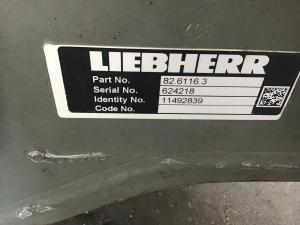 LIEBHERR
Part No. 82 6116 3
Serial No. 624218
Identity No. 11492839
Code No.